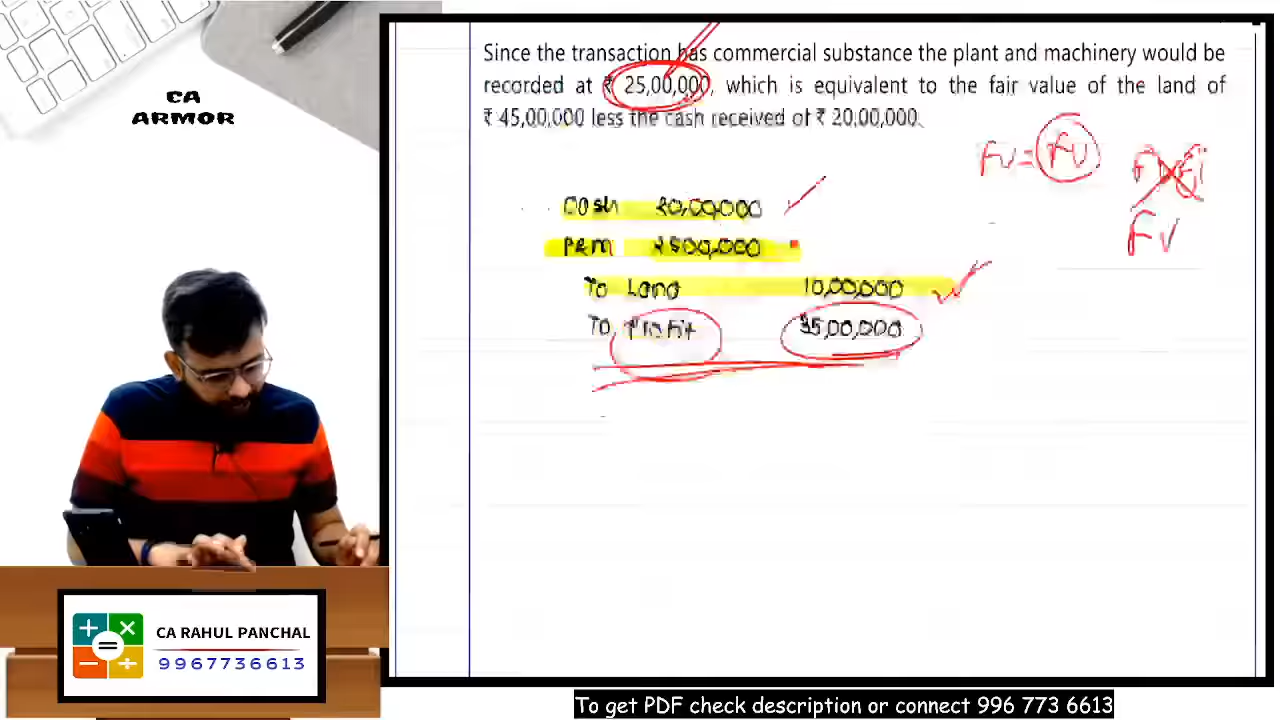 CA
ARMOR
Since the transaction has commercial substance the plant and machinery would be
recorded at ₹ 25,00,000, which is equivalent to the fair value of the land of
₹ 45,00,000 less the cash received of ₹ 20,00,000.
FV = FV
FV
Cash 20,00,000
P&M 2500,000
To Land 10,00,000
To Profit 35,00,000
CA RAHUL PANCHAL
9967736613
To get PDF check description or connect 996 773 6613